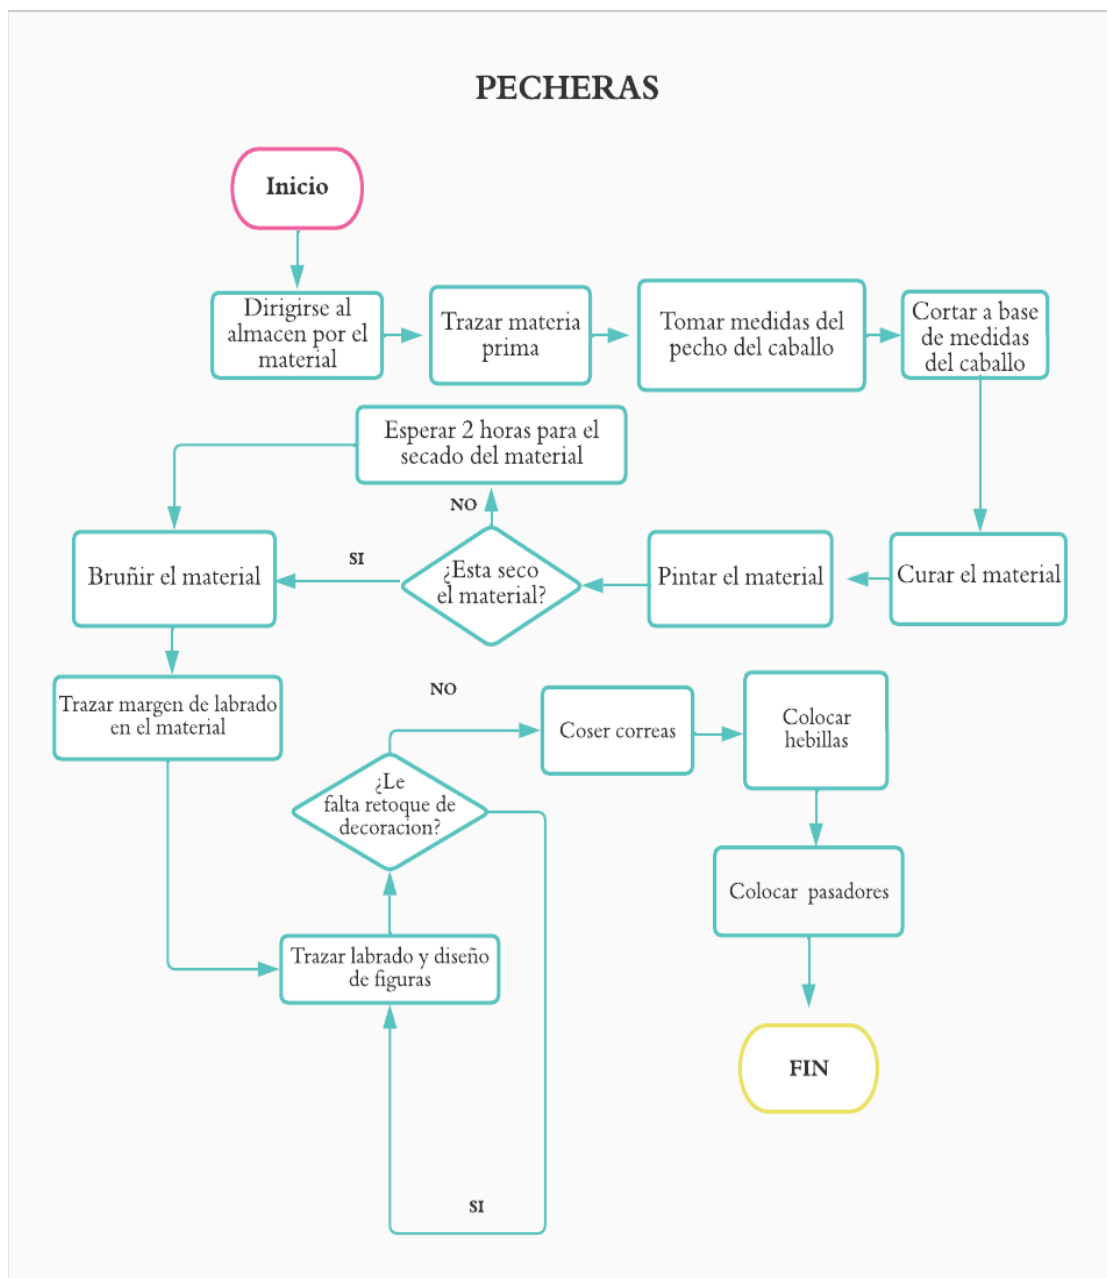 PECHERAS
Inicio
Dirigirse al
almacen por el
material
Trazar materia
prima
Tomar medidas del
pecho del caballo
Cortar a base
de medidas
del caballo
Esperar 2 horas para el
secado del material
NO
SI
Bruñir el material
¿Esta seco
el material?
Pintar el material
Curar el material
Trazar margen de labrado
en el material
NO
Coser correas
Colocar
hebillas
¿Le
falta retoque de
decoracion?
Colocar pasadores
Trazar labrado y diseño
de figuras
FIN
SI